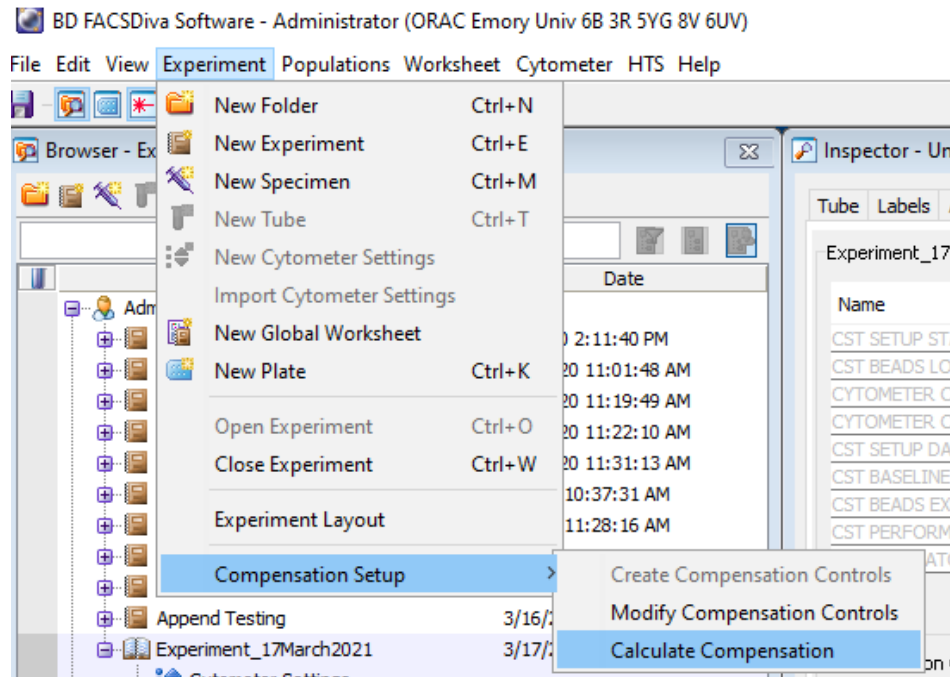 BD FACSDiva Software - Administrator (ORAC Emory Univ 6B 3R 5YG 8V 6UV)
File Edit View Experiment Populations Worksheet Cytometer HTS Help
Browser - Ex
New Folder Ctrl+N
New Experiment Ctrl+E
New Specimen Ctrl+M
New Tube Ctrl+T
New Cytometer Settings
Import Cytometer Settings
New Global Worksheet
New Plate Ctrl+K
Open Experiment Ctrl+O
Close Experiment Ctrl+W
Experiment Layout
Compensation Setup
Create Compensation Controls
Modify Compensation Controls
Calculate Compensation
Date
Adm
2:11:40 PM
20 11:01:48 AM
20 11:19:49 AM
20 11:22:10 AM
20 11:31:13 AM
10:37:31 AM
11:28:16 AM
Append Testing 3/16/
Experiment_17March2021 3/17/
Cytometer Settings
Inspector - Un
Tube Labels
Experiment_17
Name
CST SETUP ST
CST BEADS LO
CYTOMETER C
CYTOMETER C
CST SETUP DA
CST BASELINE
CST BEADS EX
CST PERFORM